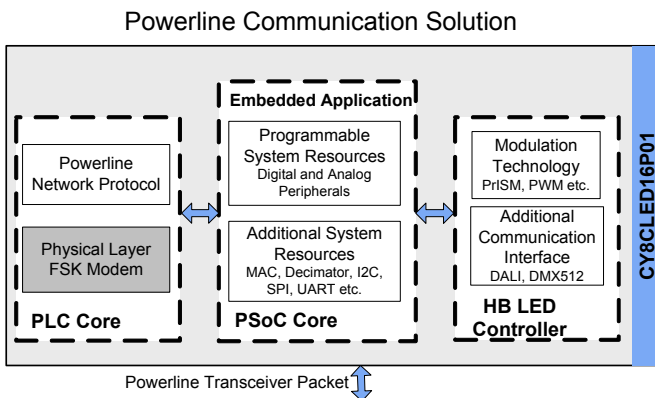 Powerline Communication Solution
Powerline
Network Protocol
Physical Layer
FSK Modem
PLC Core
Embedded Application
Programmable
System Resources
Digital and Analog
Peripherals
Additional System
Resources
MAC, Decimator, I2C,
SPI, UART etc.
PSoC Core
Modulation
Technology
PrISM, PWM etc.
Additional
Communication
Interface
DALI, DMX512
HB LED
Controller
CY8CLED16P01
Powerline Transceiver Packet